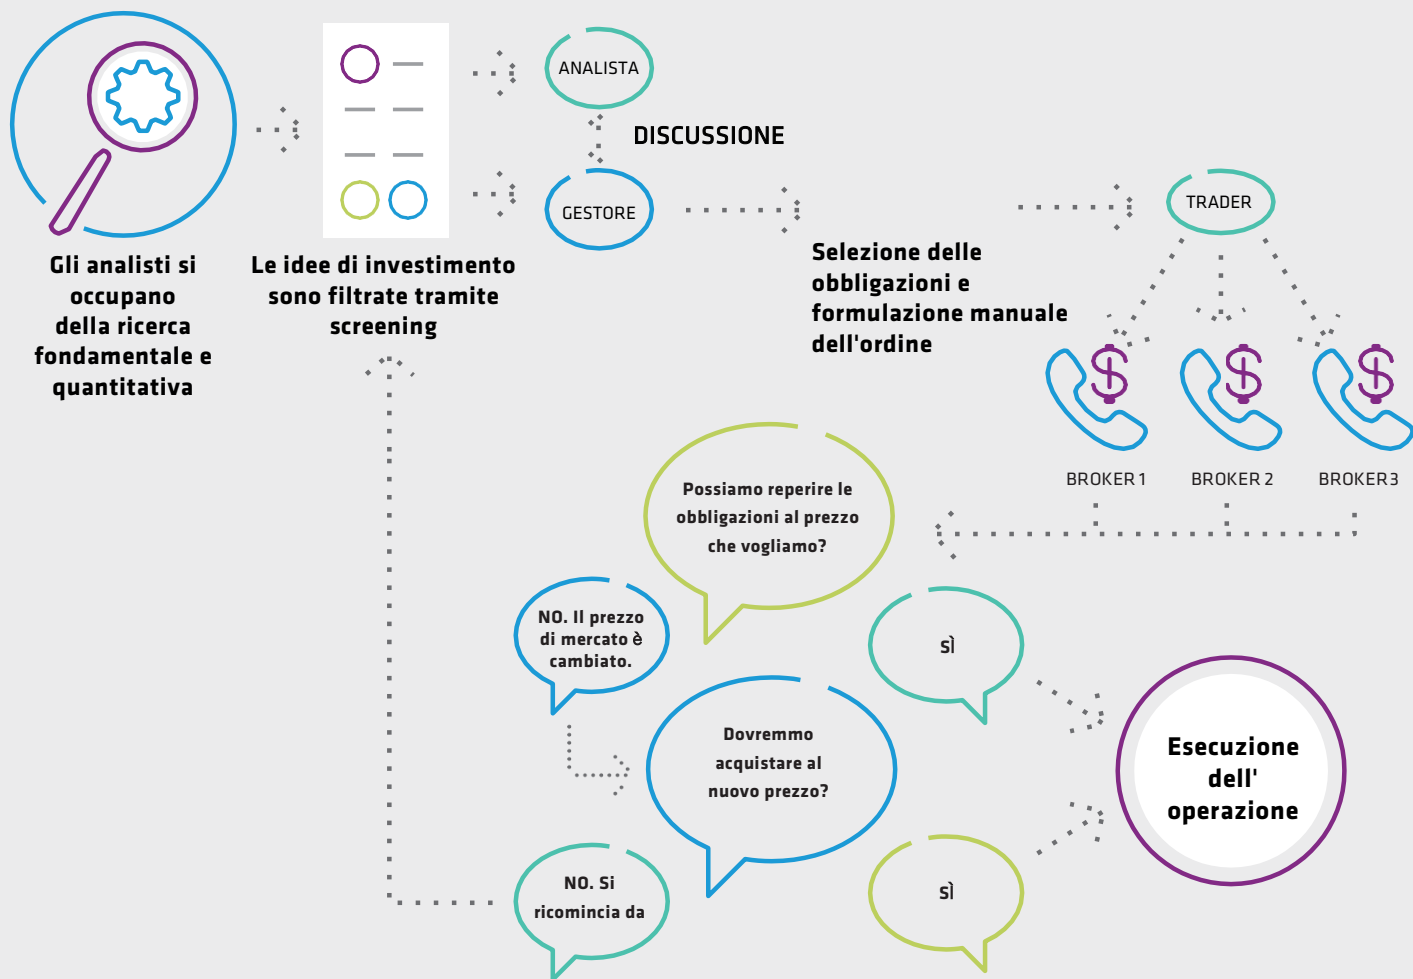 Gli analisti si
occupano
della ricerca
fondamentale e
quantitativa
Le idee di investimento
sono filtrate tramite
screening
ANALISTA
DISCUSSIONE
GESTORE
Selezione delle
obbligazioni e
formulazione manuale
dell'ordine
TRADER
BROKER 1
BROKER 2
BROKER 3
Possiamo reperire le
obbligazioni al prezzo
che vogliamo?
NO. Il prezzo
di mercato è
cambiato.
SÌ
Dovremmo
acquistare al
nuovo prezzo?
NO. Si
ricomincia da
SÌ
Esecuzione
dell'
operazione